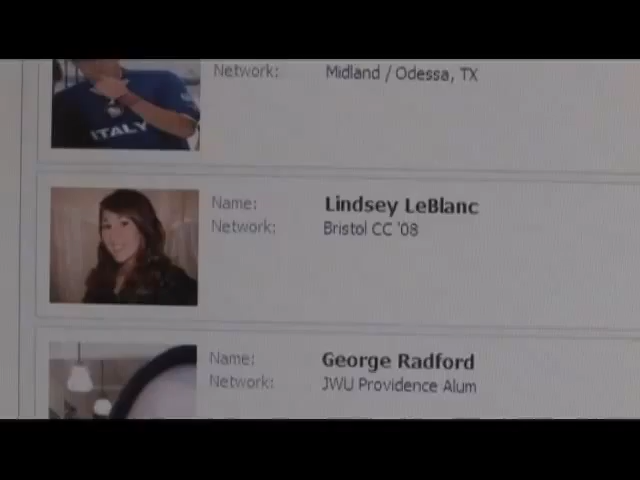 Network: Midland / Odessa, TX
ITALY
Name: Lindsey LeBlanc
Network: Bristol CC '08
Name: George Radford
Network: JWU Providence Alum